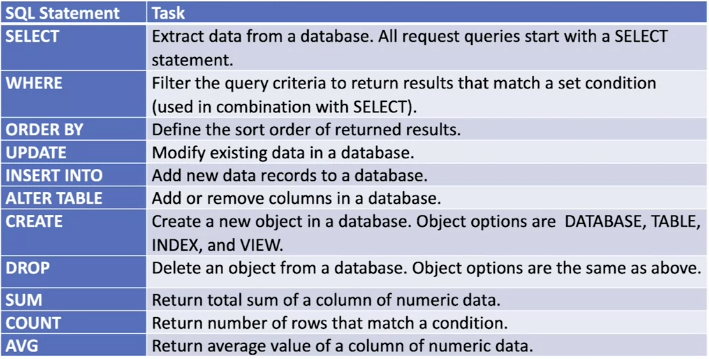 SQL Statement Task
SELECT Extract data from a database. All request queries start with a SELECT
statement.
WHERE Filter the query criteria to return results that match a set condition
(used in combination with SELECT).
ORDER BY Define the sort order of returned results.
UPDATE Modify existing data in a database.
INSERT INTO Add new data records to a database.
ALTER TABLE Add or remove columns in a database.
CREATE Create a new object in a database. Object options are DATABASE, TABLE,
INDEX, and VIEW.
DROP Delete an object from a database. Object options are the same as above.
SUM Return total sum of a column of numeric data.
COUNT Return number of rows that match a condition.
AVG Return average value of a column of numeric data.